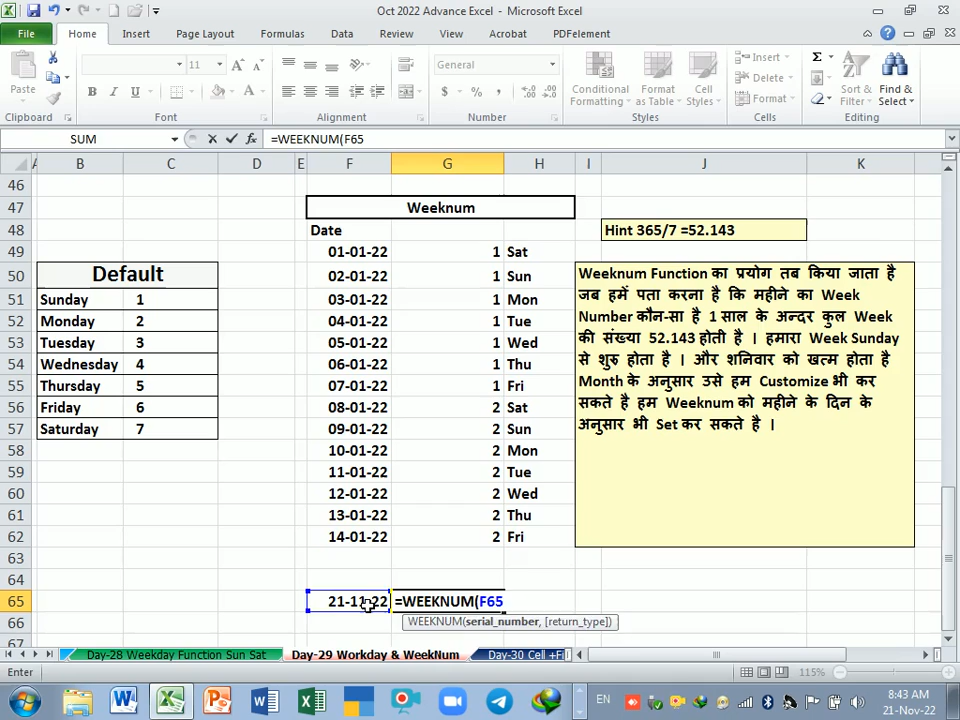 Oct 2022 Advance Excel - Microsoft Excel
File Home Insert Page Layout Formulas Data Review View Acrobat PDFelement
Paste
Clipboard
11
B I U
Font
Alignment
General
$ % ,
Number
Conditional Formatting
Format as Table
Cell Styles
Styles
Insert
Delete
Format
Cells
Sort & Filter
Find & Select
Editing
SUM fx =WEEKNUM(F65
A B C D E F G H I J K
46
47 Weeknum
48 Date Hint 365/7 =52.143
49 01-01-22 1 Sat
50 Default 02-01-22 1 Sun
51 Sunday 1 03-01-22 1 Mon
52 Monday 2 04-01-22 1 Tue
53 Tuesday 3 05-01-22 1 Wed
54 Wednesday 4 06-01-22 1 Thu
55 Thursday 5 07-01-22 1 Fri
56 Friday 6 08-01-22 2 Sat
57 Saturday 7 09-01-22 2 Sun
58 10-01-22 2 Mon
59 11-01-22 2 Tue
60 12-01-22 2 Wed
61 13-01-22 2 Thu
62 14-01-22 2 Fri
Weeknum Function का प्रयोग तब किया जाता है
जब हमें पता करना है कि महीने का Week
Number कौन-सा है 1 साल के अन्दर कुल Week
की संख्या 52.143 होती है । हमारा Week Sunday
से शुरु होता है । और शनिवार को खत्म होता है
Month के अनुसार उसे हम Customize भी कर
सकते है हम Weeknum को महीने के दिन के
अनुसार भी Set कर सकते है ।
63
64
65 21-11-22 =WEEKNUM(F65
66 WEEKNUM(serial_number, [return_type])
67
Day-28 Weekday Function Sun Sat Day-29 Workday & WeekNum Day-30 Cell +Fi
Enter 115%
EN 8:43 AM
21-Nov-22